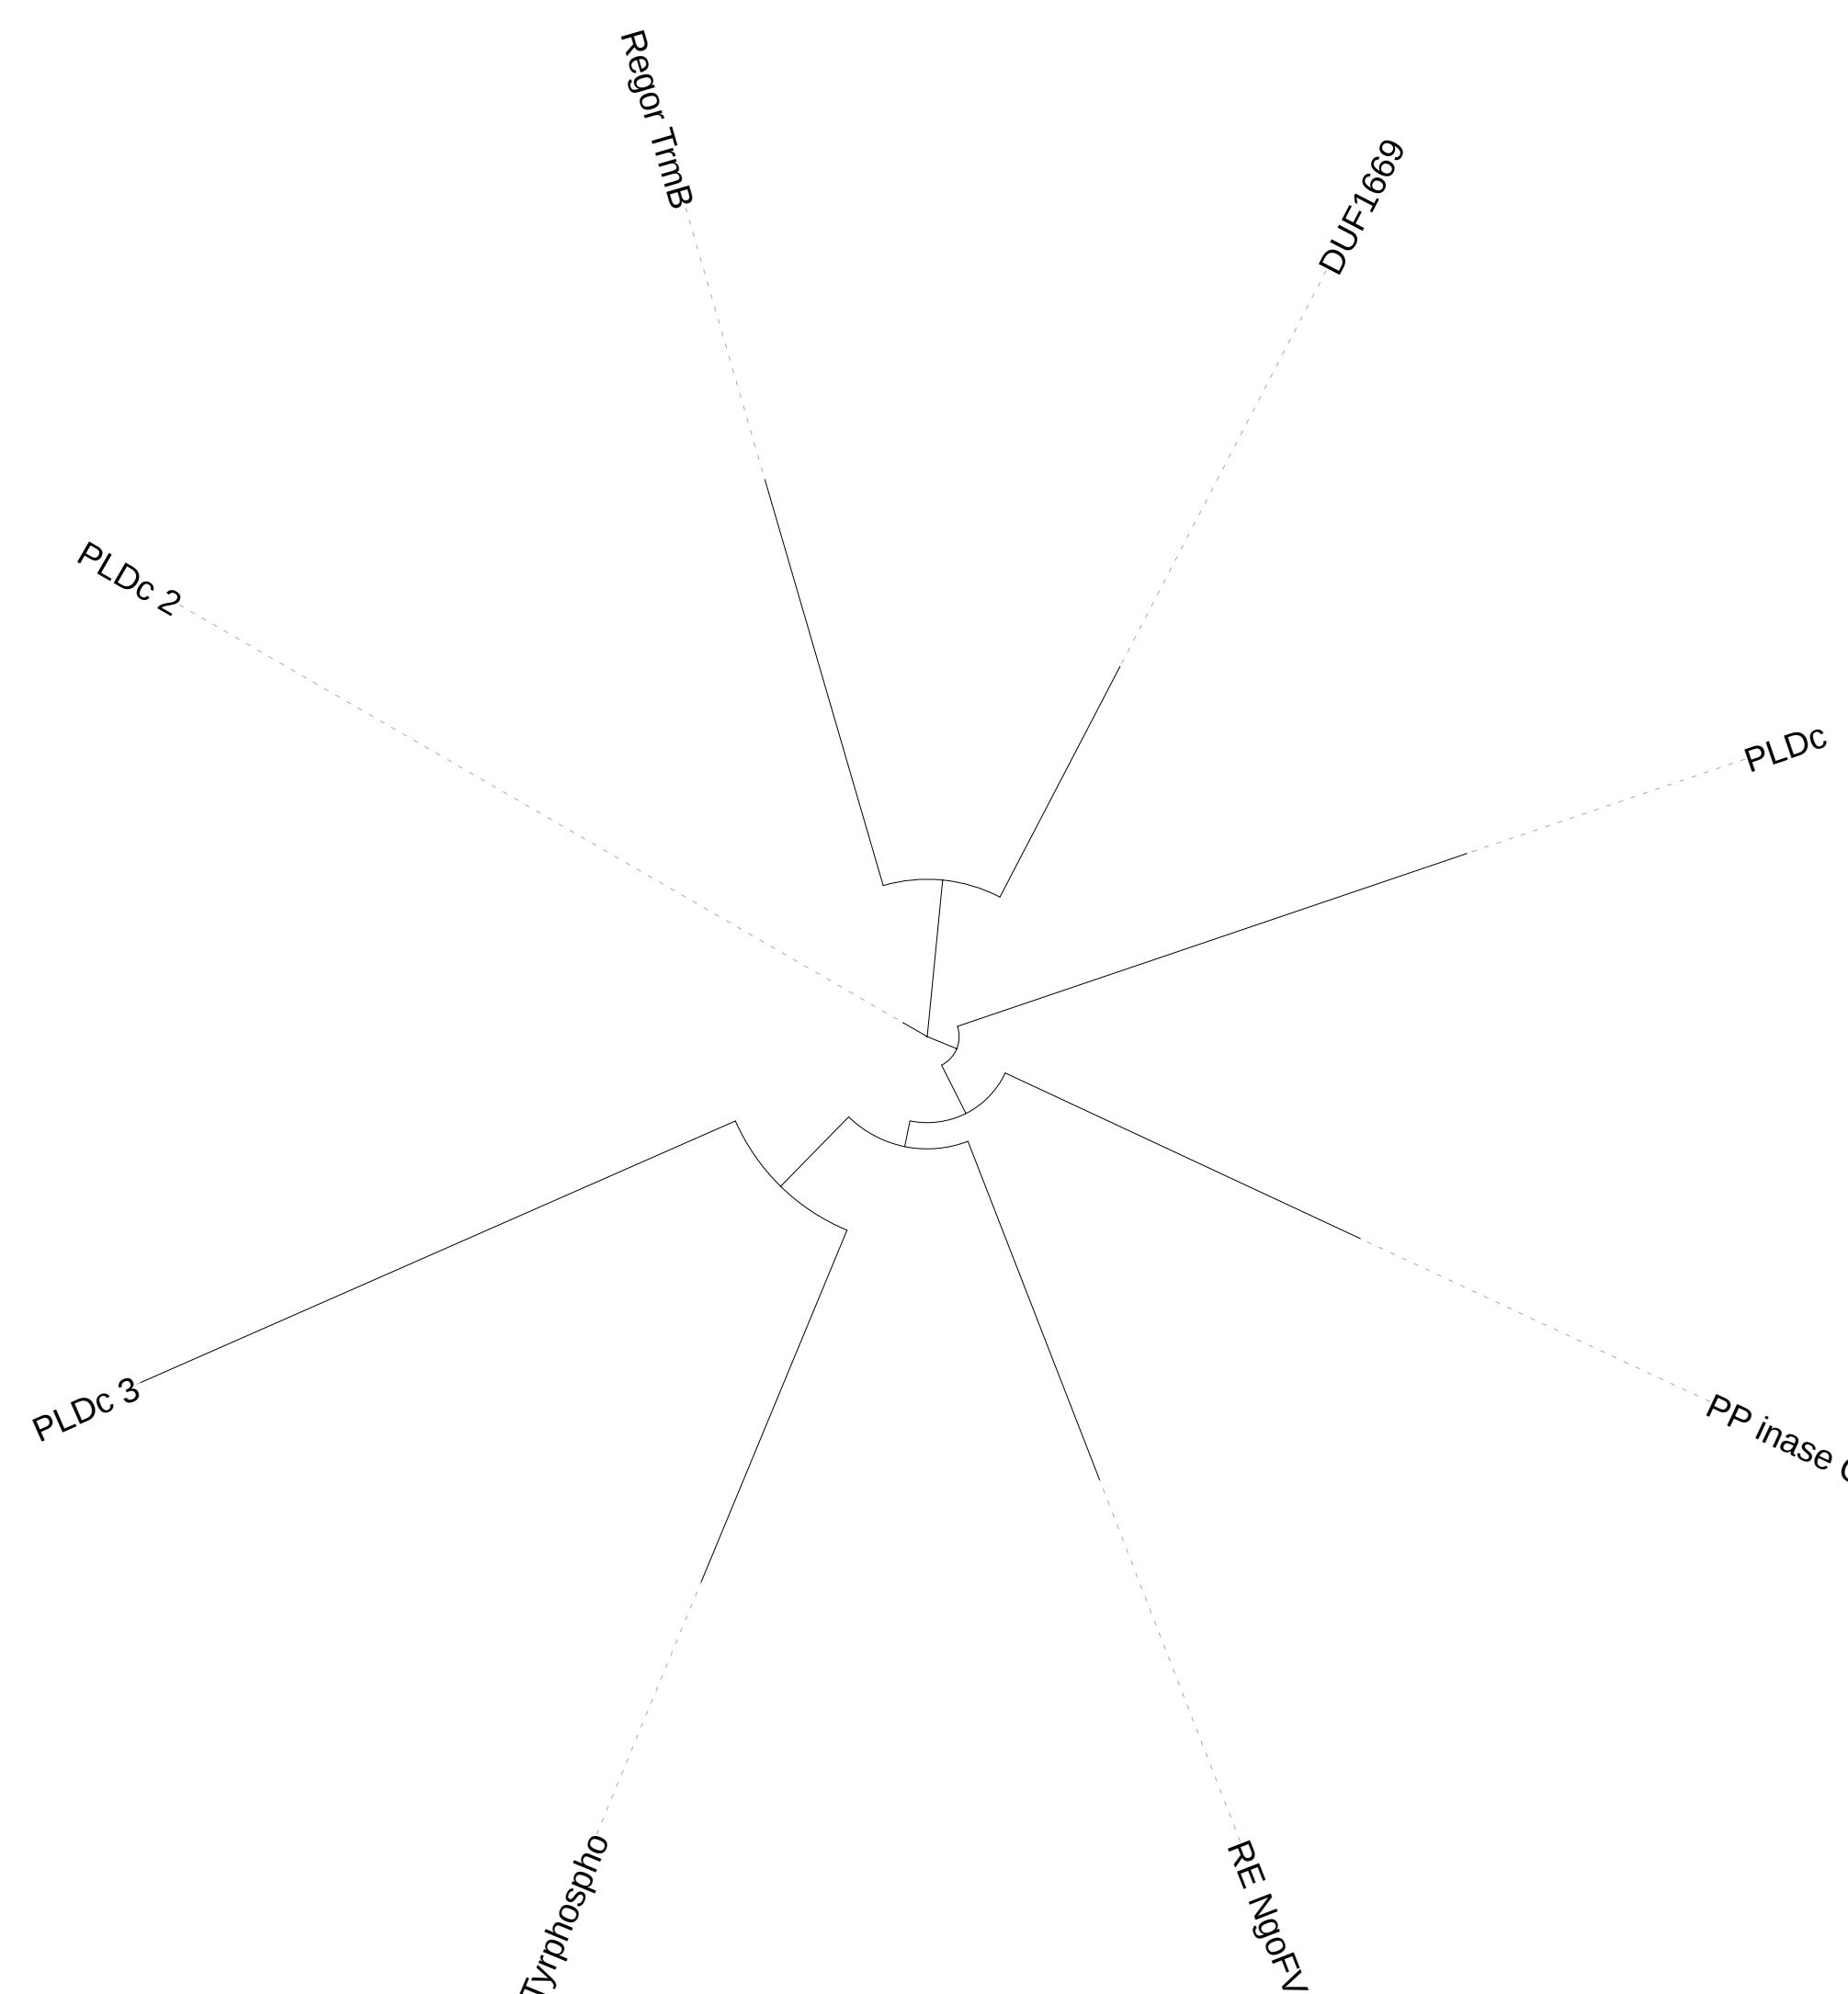 Regor TrmB
DUF1669
PLDc
PLDc 2
PLDc 3
PP inase
Tyrphospho
RE NgoFV